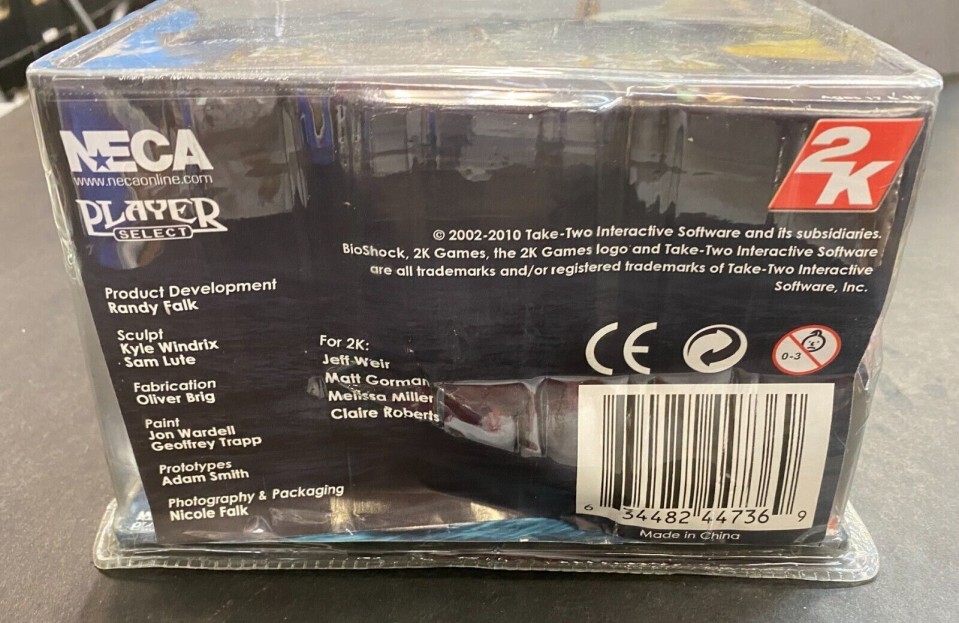 NECA
www.necaonline.com
PLAYER
SELECT
2K
© 2002-2010 Take-Two Interactive Software and its subsidiaries.
BioShock, 2K Games, the 2K Games logo and Take-Two Interactive Software
are all trademarks and/or registered trademarks of Take-Two Interactive
Software, Inc.
Product Development
Randy Falk
Sculpt
Kyle Windrix
Sam Lute
Fabrication
Oliver Brig
Paint
Jon Wardell
Geoffrey Trapp
Prototypes
Adam Smith
Photography & Packaging
Nicole Falk
For 2K:
Jeff Weir
Matt Gorman
Melissa Miller
Claire Roberts
CE
0-3
6 34482 44736 9
Made in China